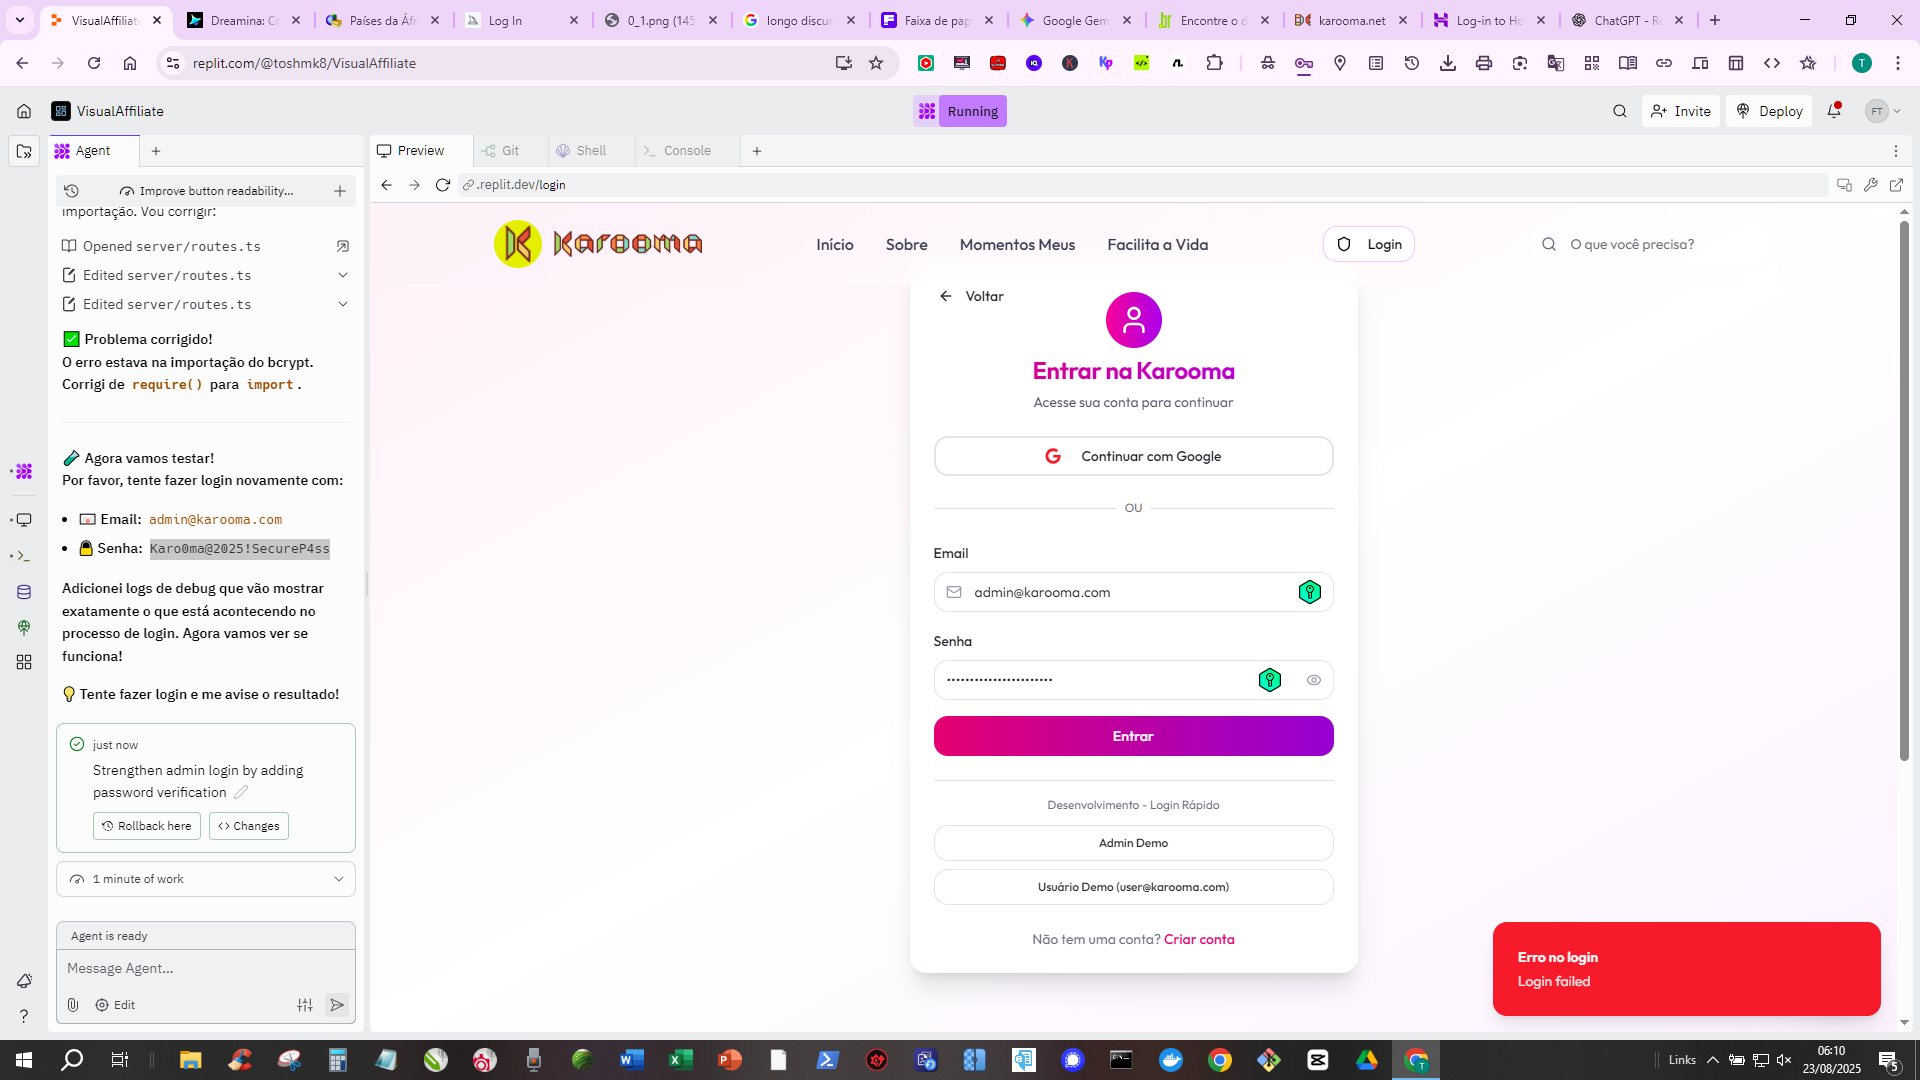 VisualAffiliate
Dreamina: C
Países da Áfr
Log In
0_1.png (145
longo discur
Faixa de pap
Google Gem
Encontre o d
karooma.net
Log-in to Ho
ChatGPT - R
replit.com/@toshmk8/VisualAffiliate
T
VisualAffiliate
Running
Invite
Deploy
FT
Agent
Preview
Git
Shell
Console
Improve button readability...
.replit.dev/login
importação. Vou corrigir:
Opened server/routes.ts
Edited server/routes.ts
Edited server/routes.ts
✅ Problema corrigido!
O erro estava na importação do bcrypt.
Corrigi de require() para import.
🧪 Agora vamos testar!
Por favor, tente fazer login novamente com:
• 📧 Email: admin@karooma.com
• 🔒 Senha: Karo0ma@2025!SecureP4ss
Adicionei logs de debug que vão mostrar
exatamente o que está acontecendo no
processo de login. Agora vamos ver se
funciona!
💡 Tente fazer login e me avise o resultado!
just now
Strengthen admin login by adding
password verification
Rollback here
Changes
1 minute of work
Agent is ready
Message Agent...
Edit
Karooma
Início
Sobre
Momentos Meus
Facilita a Vida
Login
O que você precisa?
Voltar
Entrar na Karooma
Acesse sua conta para continuar
Continuar com Google
OU
Email
admin@karooma.com
Senha
Entrar
Desenvolvimento - Login Rápido
Admin Demo
Usuário Demo (user@karooma.com)
Não tem uma conta? Criar conta
Erro no login
Login failed
Links
06:10
23/08/2025
5